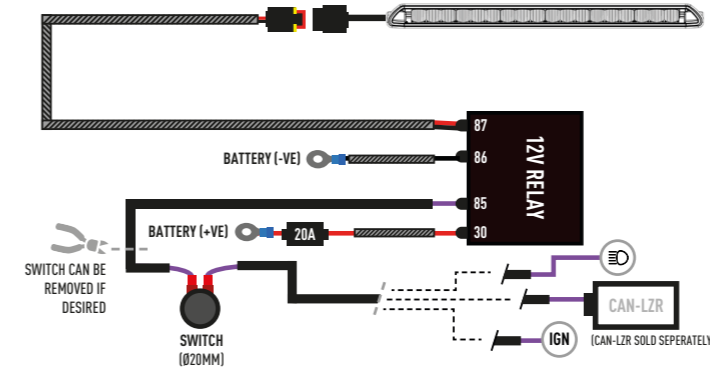 87
BATTERY (-VE)
86
12V RELAY
85
BATTERY (+VE)
20A
30
SWITCH CAN BE
REMOVED IF
DESIRED
CAN-LZR
SWITCH
(Ø20MM)
IGN
(CAN-LZR SOLD SEPERATELY